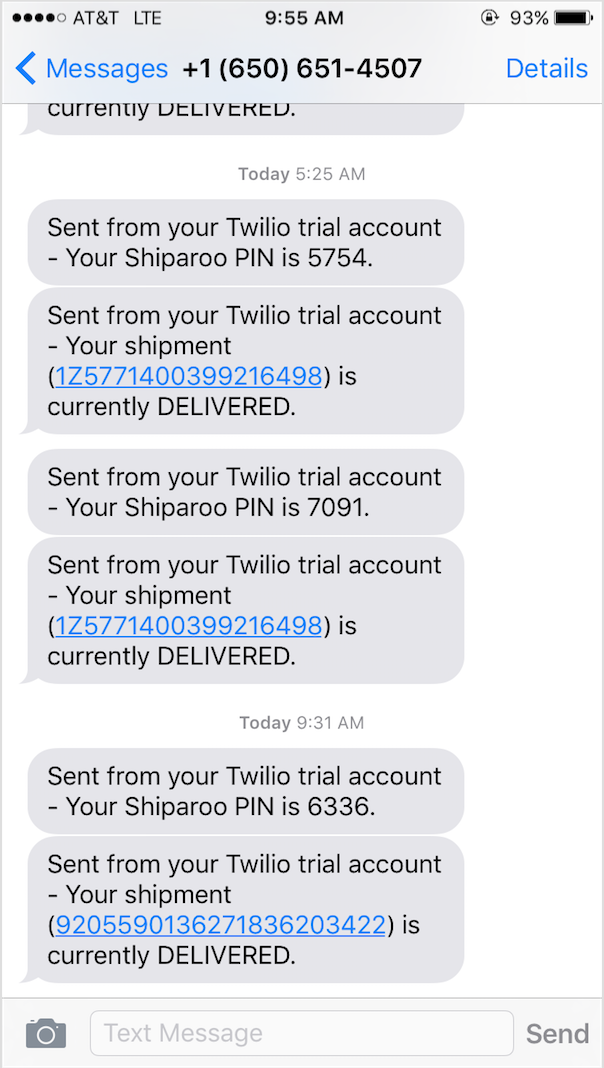 AT&T LTE 9:55 AM 93%
Messages +1 (650) 651-4507 Details
currently DELIVERED.
Today 5:25 AM
Sent from your Twilio trial account
- Your Shiparoo PIN is 5754.
Sent from your Twilio trial account
- Your shipment
(1Z5771400399216498) is
currently DELIVERED.
Sent from your Twilio trial account
- Your Shiparoo PIN is 7091.
Sent from your Twilio trial account
- Your shipment
(1Z5771400399216498) is
currently DELIVERED.
Today 9:31 AM
Sent from your Twilio trial account
- Your Shiparoo PIN is 6336.
Sent from your Twilio trial account
- Your shipment
(9205590136271836203422) is
currently DELIVERED.
Text Message Send